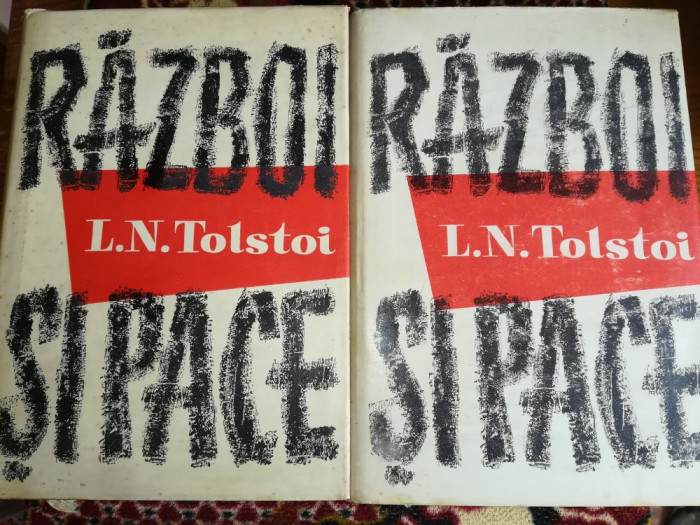 RĂZBOI
L.N.Tolstoi
ȘI PACE
RĂZBOI
L.N.Tolstoi
ȘI PACE